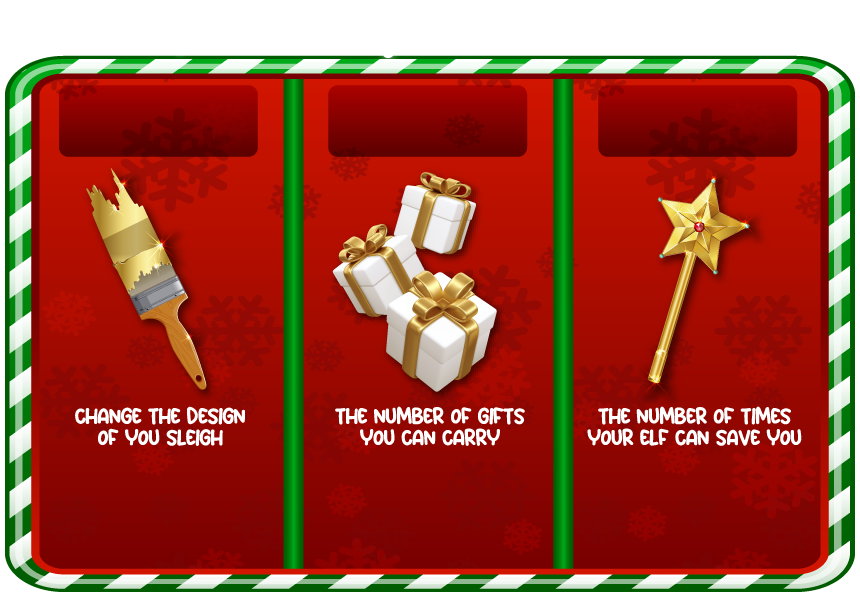 CHANGE THE DESIGN
OF YOU SLEIGH
THE NUMBER OF GIFTS
YOU CAN CARRY
THE NUMBER OF TIMES
YOUR ELF CAN SAVE YOU